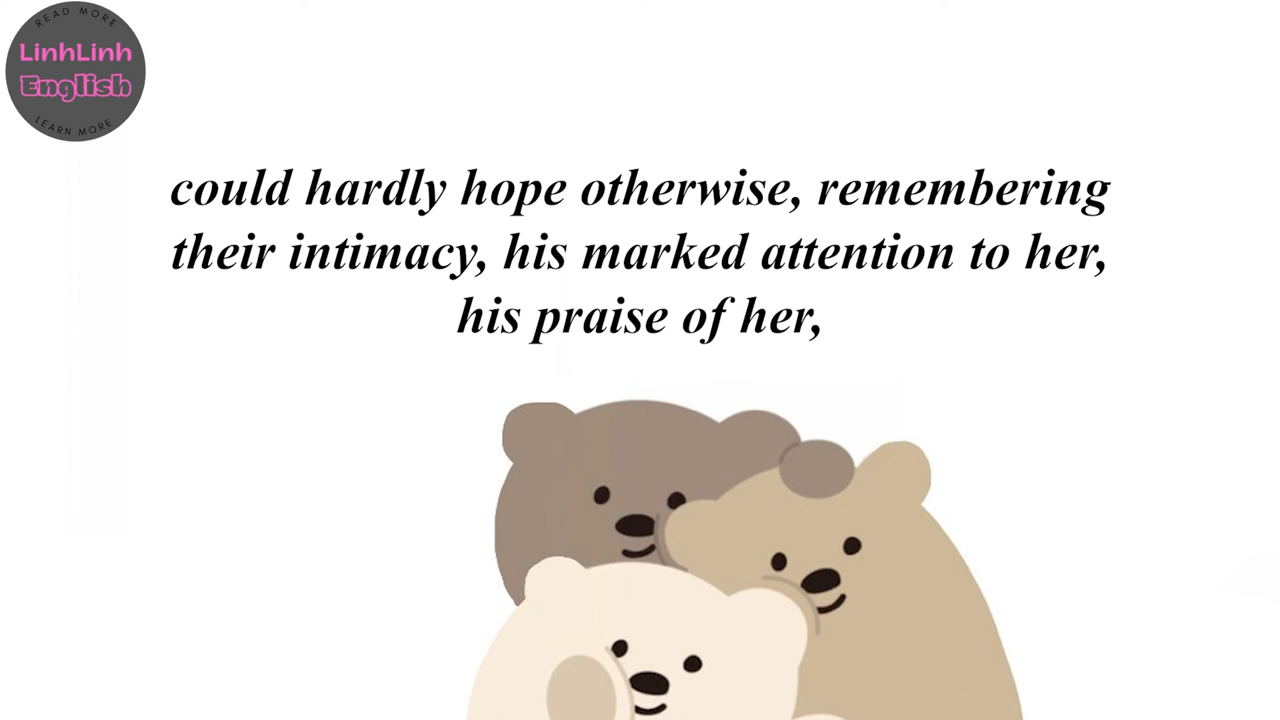 READ MORE
LinhLinh
English
LEARN MORE
could hardly hope otherwise, remembering
their intimacy, his marked attention to her,
his praise of her,